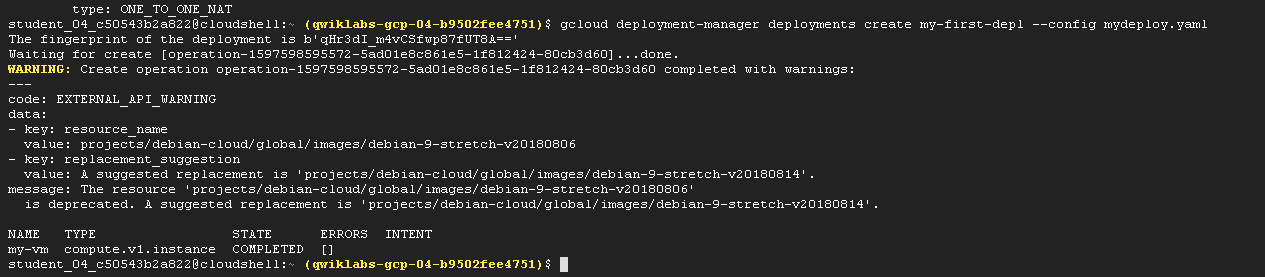 type: ONE_TO_ONE_NAT
student_04_c50543b2a822@cloudshell:~ (qwiklabs-gcp-04-b9502fee4751)$ gcloud deployment-manager deployments create my-first-depl --config mydeploy.yaml
The fingerprint of the deployment is b'qHr3dI_m4vCSfwp87fUT8A=='
Waiting for create [operation-1597598595572-5ad01e8c861e5-1f812424-80cb3d60]...done.
WARNING: Create operation operation-1597598595572-5ad01e8c861e5-1f812424-80cb3d60 completed with warnings:
---
code: EXTERNAL_API_WARNING
data:
- key: resource_name
value: projects/debian-cloud/global/images/debian-9-stretch-v20180806
- key: replacement_suggestion
value: A suggested replacement is 'projects/debian-cloud/global/images/debian-9-stretch-v20180814'.
message: The resource 'projects/debian-cloud/global/images/debian-9-stretch-v20180806'
is deprecated. A suggested replacement is 'projects/debian-cloud/global/images/debian-9-stretch-v20180814'.
NAME TYPE STATE ERRORS INTENT
my-vm compute.v1.instance COMPLETED []
student_04_c50543b2a822@cloudshell:~ (qwiklabs-gcp-04-b9502fee4751)$